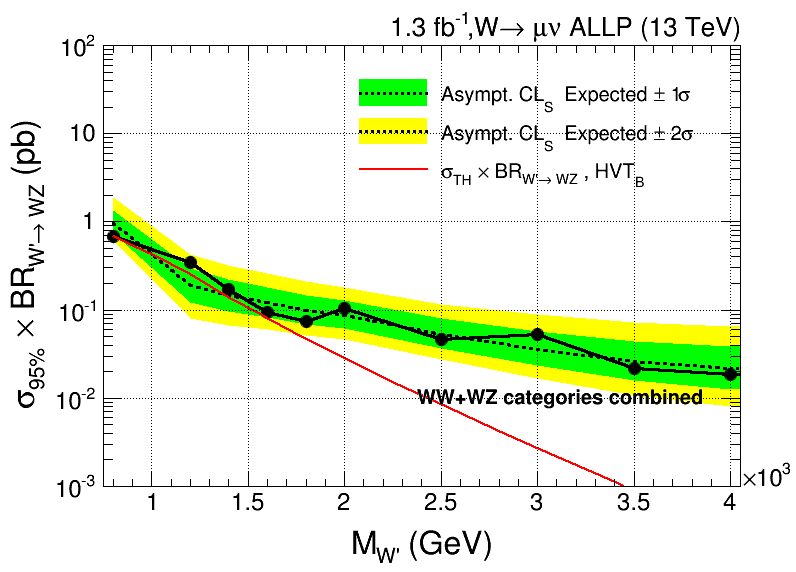 1.3 fb⁻¹,W→ μν ALLP (13 TeV)
σ95% × BRW'→ WZ (pb)
10²
10
1
10⁻¹
10⁻²
10⁻³
Asympt. CLS Expected ± 1σ
Asympt. CLS Expected ± 2σ
σTH × BRW'→ WZ , HVTB
WW+WZ categories combined
1 1.5 2 2.5 3 3.5 4
×10³
MW' (GeV)